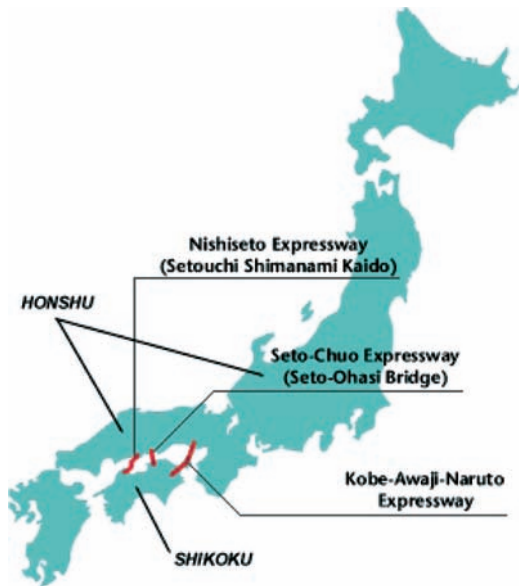 Nishiseto Expressway
(Setouchi Shimanami Kaido)
HONSHU
Seto-Chuo Expressway
(Seto-Ohasi Bridge)
Kobe-Awaji-Naruto
Expressway
SHIKOKU